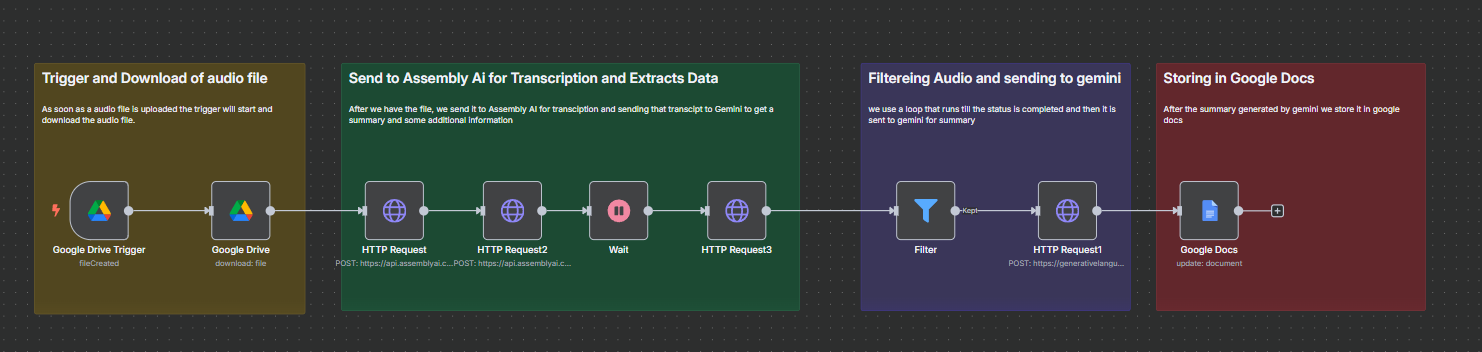 Trigger and Download of audio file
As soon as a audio file is uploaded the trigger will start and
download the audio file.
Google Drive Trigger
fileCreated
Google Drive
download: file
Send to Assembly Ai for Transcription and Extracts Data
After we have the file, we send it to Assembly AI for transciption and sending that transcipt to Gemini to get a
summary and some additional information
HTTP Request
POST: https://api.assemblyai.c...
HTTP Request2
POST: https://api.assemblyai.c...
Wait
HTTP Request3
Filtereing Audio and sending to gemini
we use a loop that runs till the status is completed and then it is
sent to gemini for summary
Filter
Kept
HTTP Request1
POST: https://generativelangu...
Storing in Google Docs
After the summary generated by gemini we store it in google
docs
Google Docs
update: document